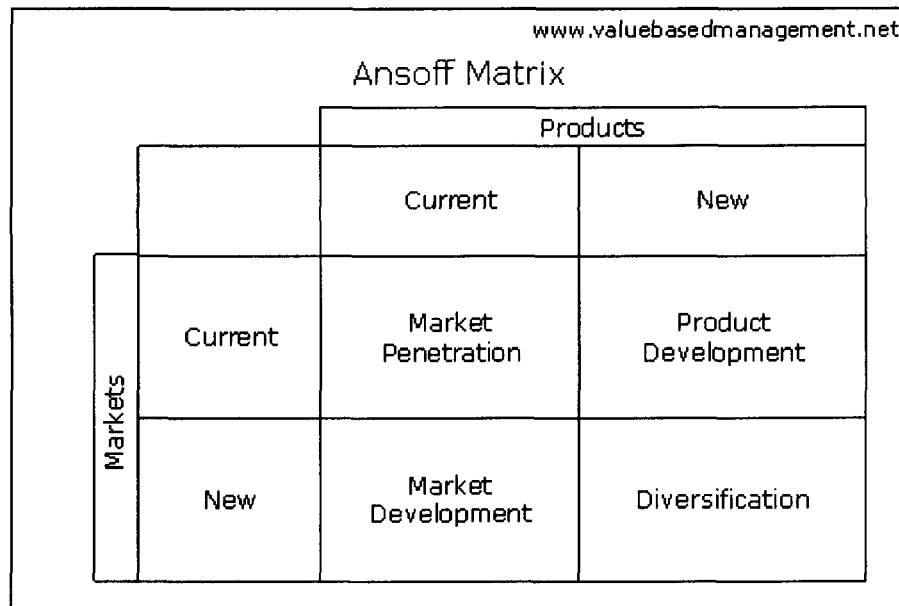 www.valuebasedmanagement.net
Ansoff Matrix
Products
Current
New
Markets
Current
Market
Penetration
Product
Development
New
Market
Development
Diversification